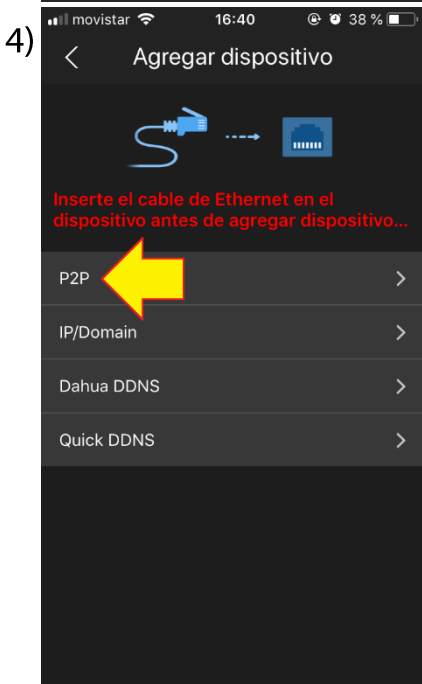 movistar 16:40 38 %
4)
Agregar dispositivo
Inserte el cable de Ethernet en el
dispositivo antes de agregar dispositivo...
P2P
IP/Domain
Dahua DDNS
Quick DDNS